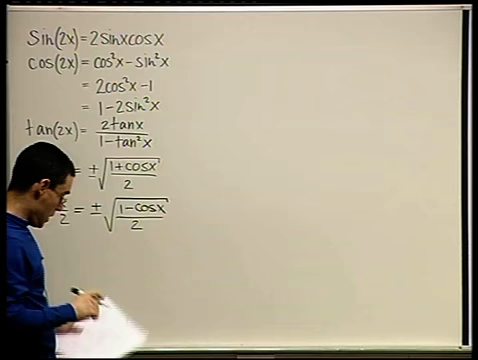 Sin(2x) = 2sinxcosx
cos(2x) = cos²x - sin²x
= 2cos²x - 1
= 1 - 2sin²x
tan(2x) = 2tanx / 1 - tan²x
= ±√(1+cosx / 2)
2 = ±√(1-cosx / 2)